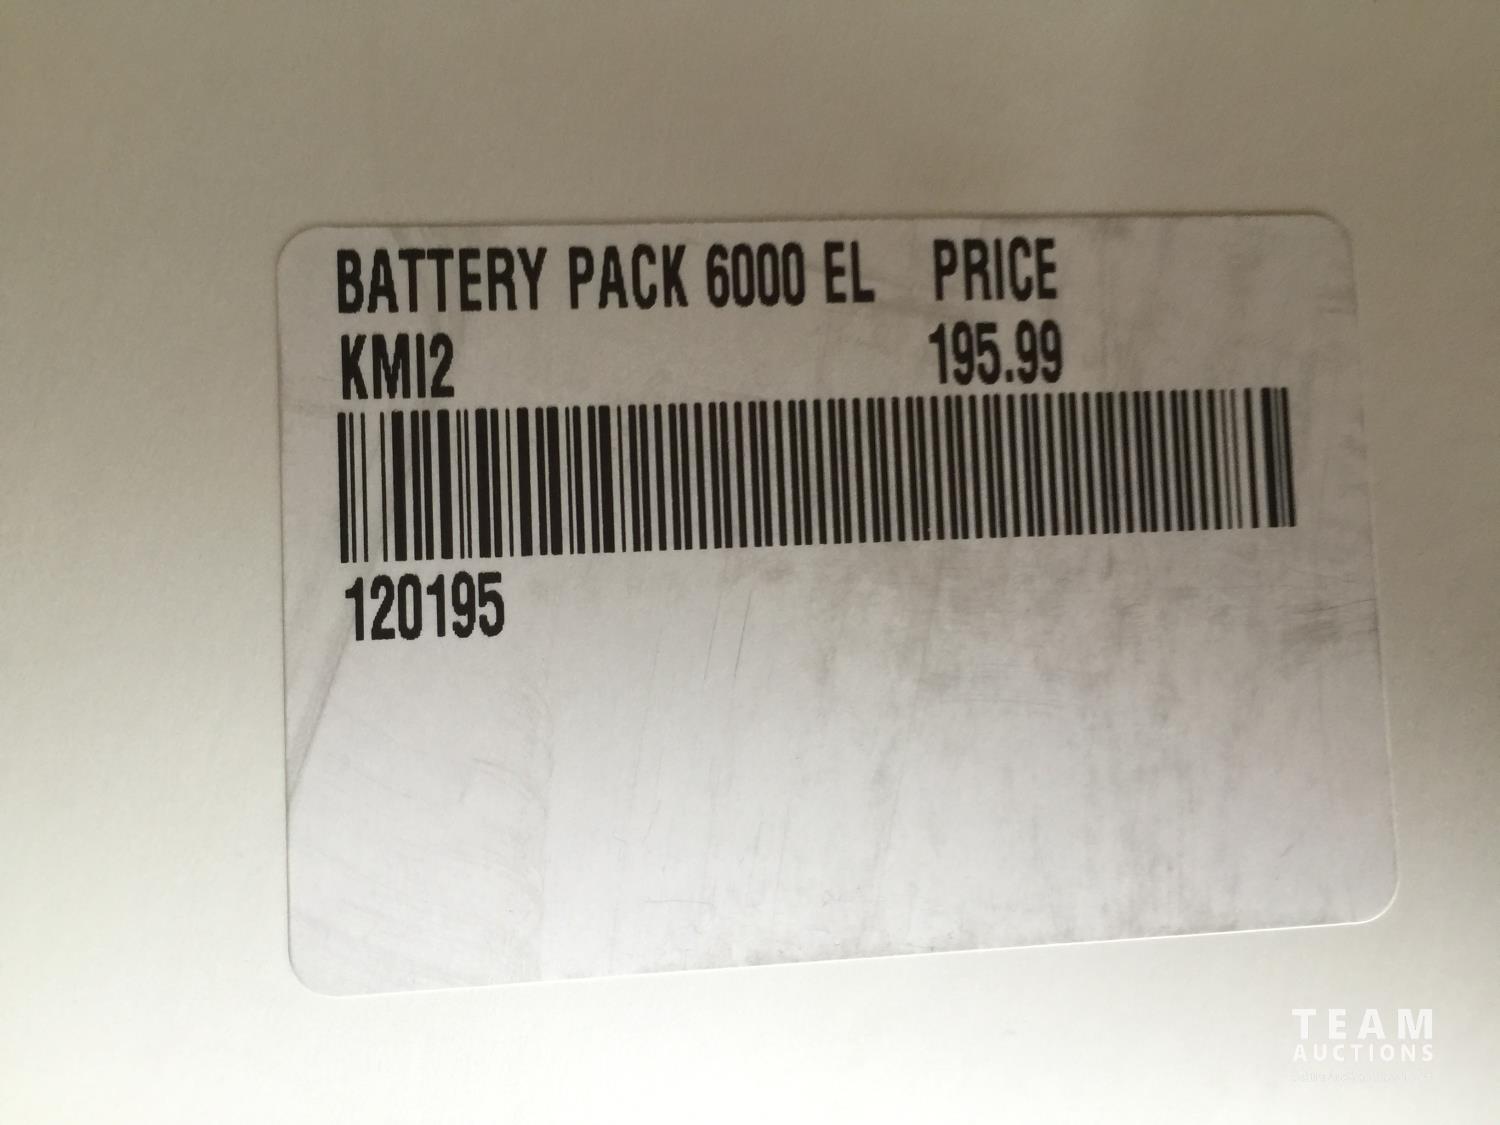 BATTERY PACK 6000 EL PRICE
KMI2 195.99
120195
TEAM
AUCTIONS